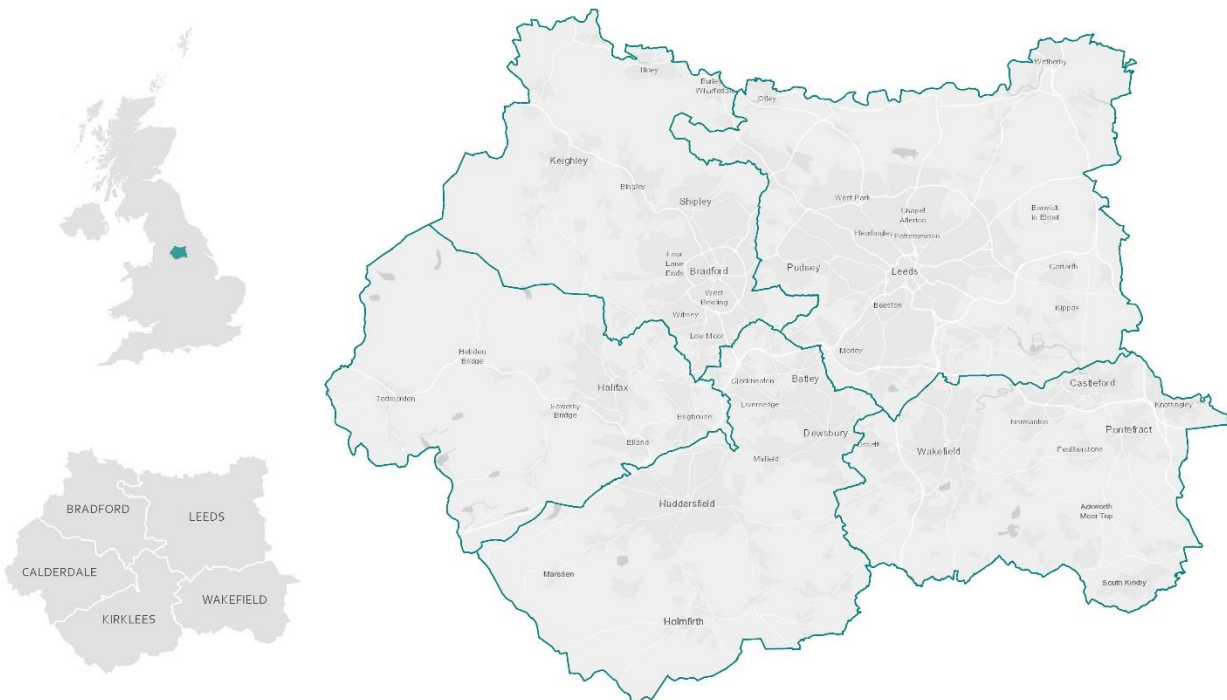 Ilkley
Burley
Wharfedale
Otley
Wetherby
Keighley
Bingley
Shipley
West Park
Chapel
Allerton
Headingley
Potternewton
Barwick
in Elmet
Four
Lane
Ends
Bradford
Pudsey
Leeds
Garforth
West
Bowling
Beeston
Kippax
Wibsey
Low Moor
Morley
Hebden
Bridge
Halifax
Cleckheaton
Batley
Castleford
Todmorden
Sowerby
Bridge
Brighouse
Liversedge
Knottingley
Normanton
Pontefract
Dewsbury
Elland
Mirfield
Ossett
Wakefield
Featherstone
Huddersfield
Ackworth
Moor Top
Marsden
South Kirkby
Holmfirth
BRADFORD
LEEDS
CALDERDALE
WAKEFIELD
KIRKLEES